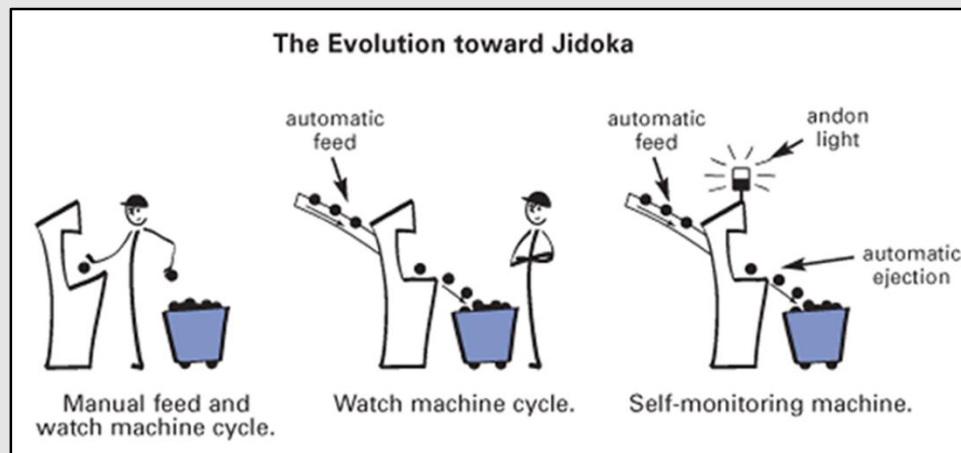 The Evolution toward Jidoka
automatic
feed
automatic
feed
andon
light
automatic
ejection
Manual feed and
watch machine cycle.
Watch machine cycle.
Self-monitoring machine.